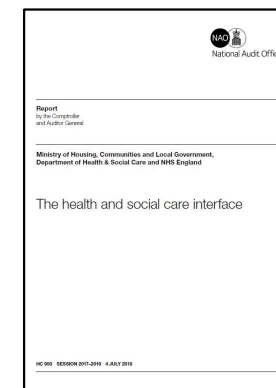 NAO
National Audit Office
Report
by the Comptroller
and Auditor General
Ministry of Housing, Communities and Local Government,
Department of Health & Social Care and NHS England
The health and social care interface
HC 950 SESSION 2017–2019 4 JULY 2018